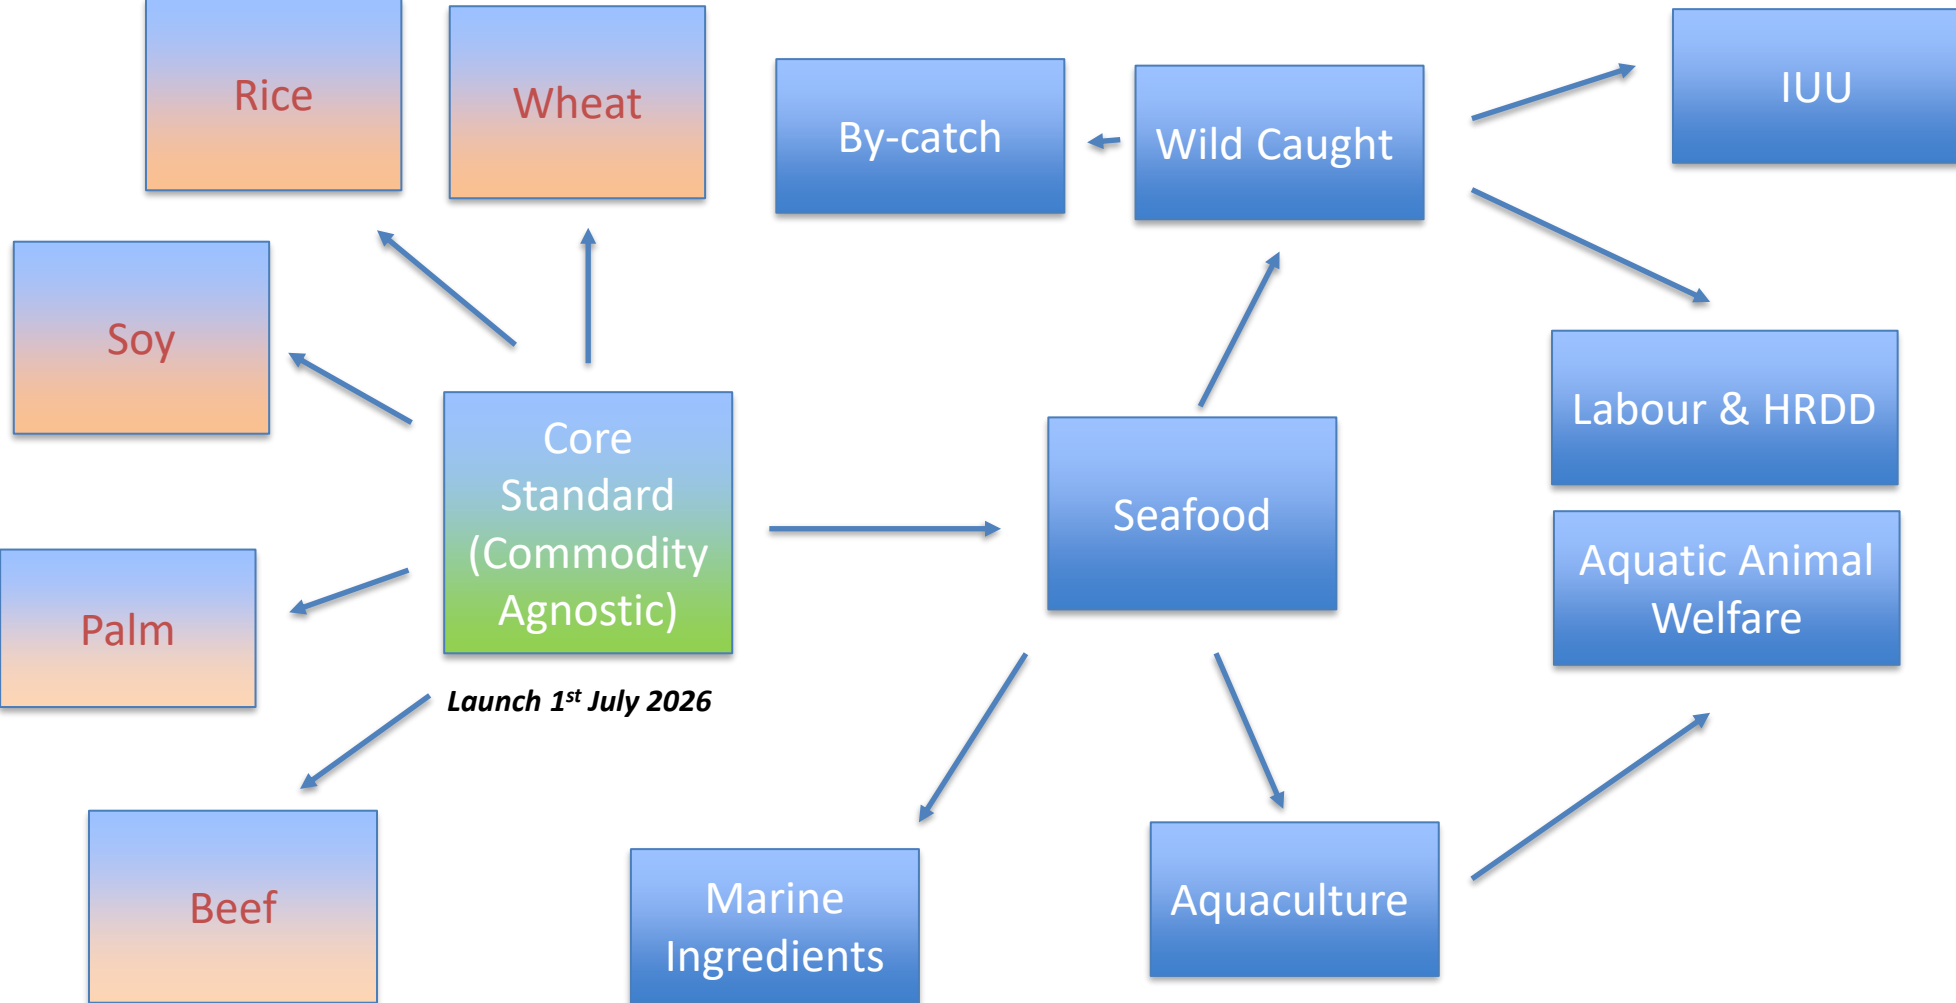 Rice
Wheat
By-catch
Wild Caught
IUU
Soy
Core
Standard
(Commodity
Agnostic)
Seafood
Labour & HRDD
Aquatic Animal
Welfare
Palm
Launch 1st July 2026
Beef
Marine
Ingredients
Aquaculture